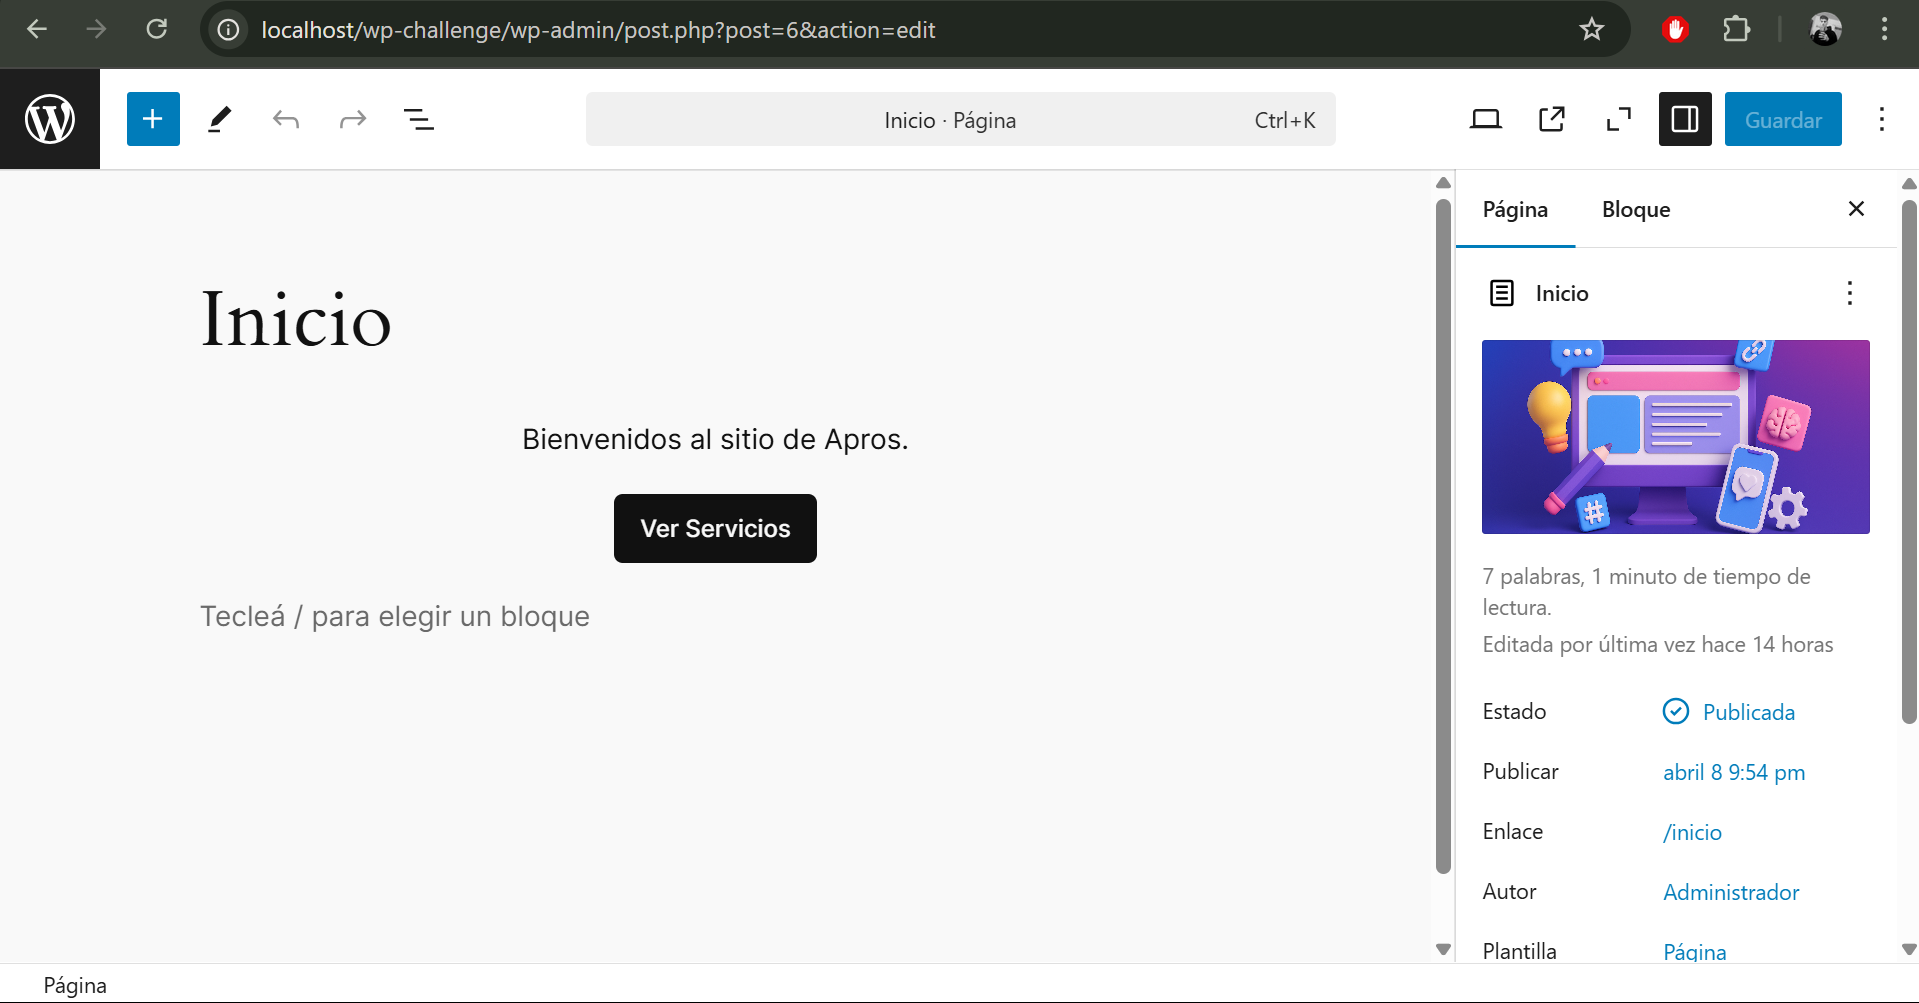 localhost/wp-challenge/wp-admin/post.php?post=6&action=edit
Inicio · Página
Ctrl+K
Guardar
Inicio
Bienvenidos al sitio de Apros.
Ver Servicios
Tecleá / para elegir un bloque
Página
Bloque
Inicio
7 palabras, 1 minuto de tiempo de
lectura.
Editada por última vez hace 14 horas
Estado
Publicada
Publicar
abril 8 9:54 pm
Enlace
/inicio
Autor
Administrador
Plantilla
Página
Página